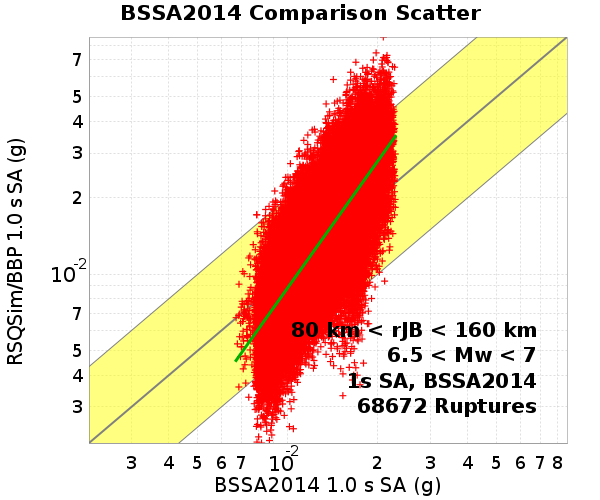 BSSA2014 Comparison Scatter
RSQSim/BBP 1.0 s SA (g)
7
5
4
3
2
10-2
7
5
4
3
80 km < rJB < 160 km
6.5 < Mw < 7
1s SA, BSSA2014
68672 Ruptures
3 4 5 6 7 10-2 2 3 4 5 6 7 8
BSSA2014 1.0 s SA (g)